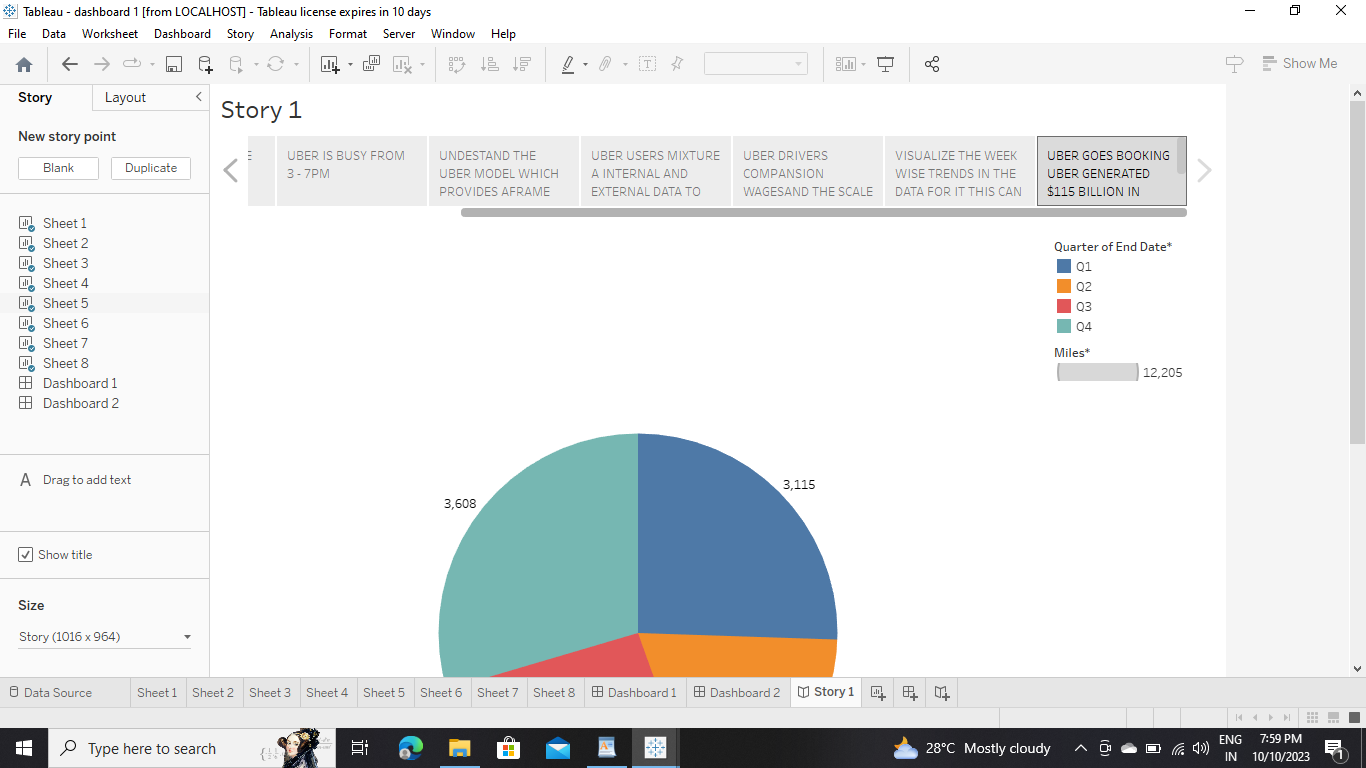 Tableau - dashboard 1 [from LOCALHOST] - Tableau license expires in 10 days
File Data Worksheet Dashboard Story Analysis Format Server Window Help
Show Me
Story Layout
New story point
Blank Duplicate
Sheet 1
Sheet 2
Sheet 3
Sheet 4
Sheet 5
Sheet 6
Sheet 7
Sheet 8
Dashboard 1
Dashboard 2
A Drag to add text
Show title
Size
Story (1016 x 964)
Story 1
E
UBER IS BUSY FROM
3 - 7PM
UNDESTAND THE
UBER MODEL WHICH
PROVIDES AFRAME
UBER USERS MIXTURE
A INTERNAL AND
EXTERNAL DATA TO
UBER DRIVERS
COMPANSION
WAGESAND THE SCALE
VISUALIZE THE WEEK
WISE TRENDS IN THE
DATA FOR IT THIS CAN
UBER GOES BOOKING
UBER GENERATED
$115 BILLION IN
Quarter of End Date*
Q1
Q2
Q3
Q4
Miles*
12,205
3,115
3,608
Data Source Sheet 1 Sheet 2 Sheet 3 Sheet 4 Sheet 5 Sheet 6 Sheet 7 Sheet 8 Dashboard 1 Dashboard 2 Story 1
Type here to search
28°C Mostly cloudy
ENG
IN
7:59 PM
10/10/2023
1